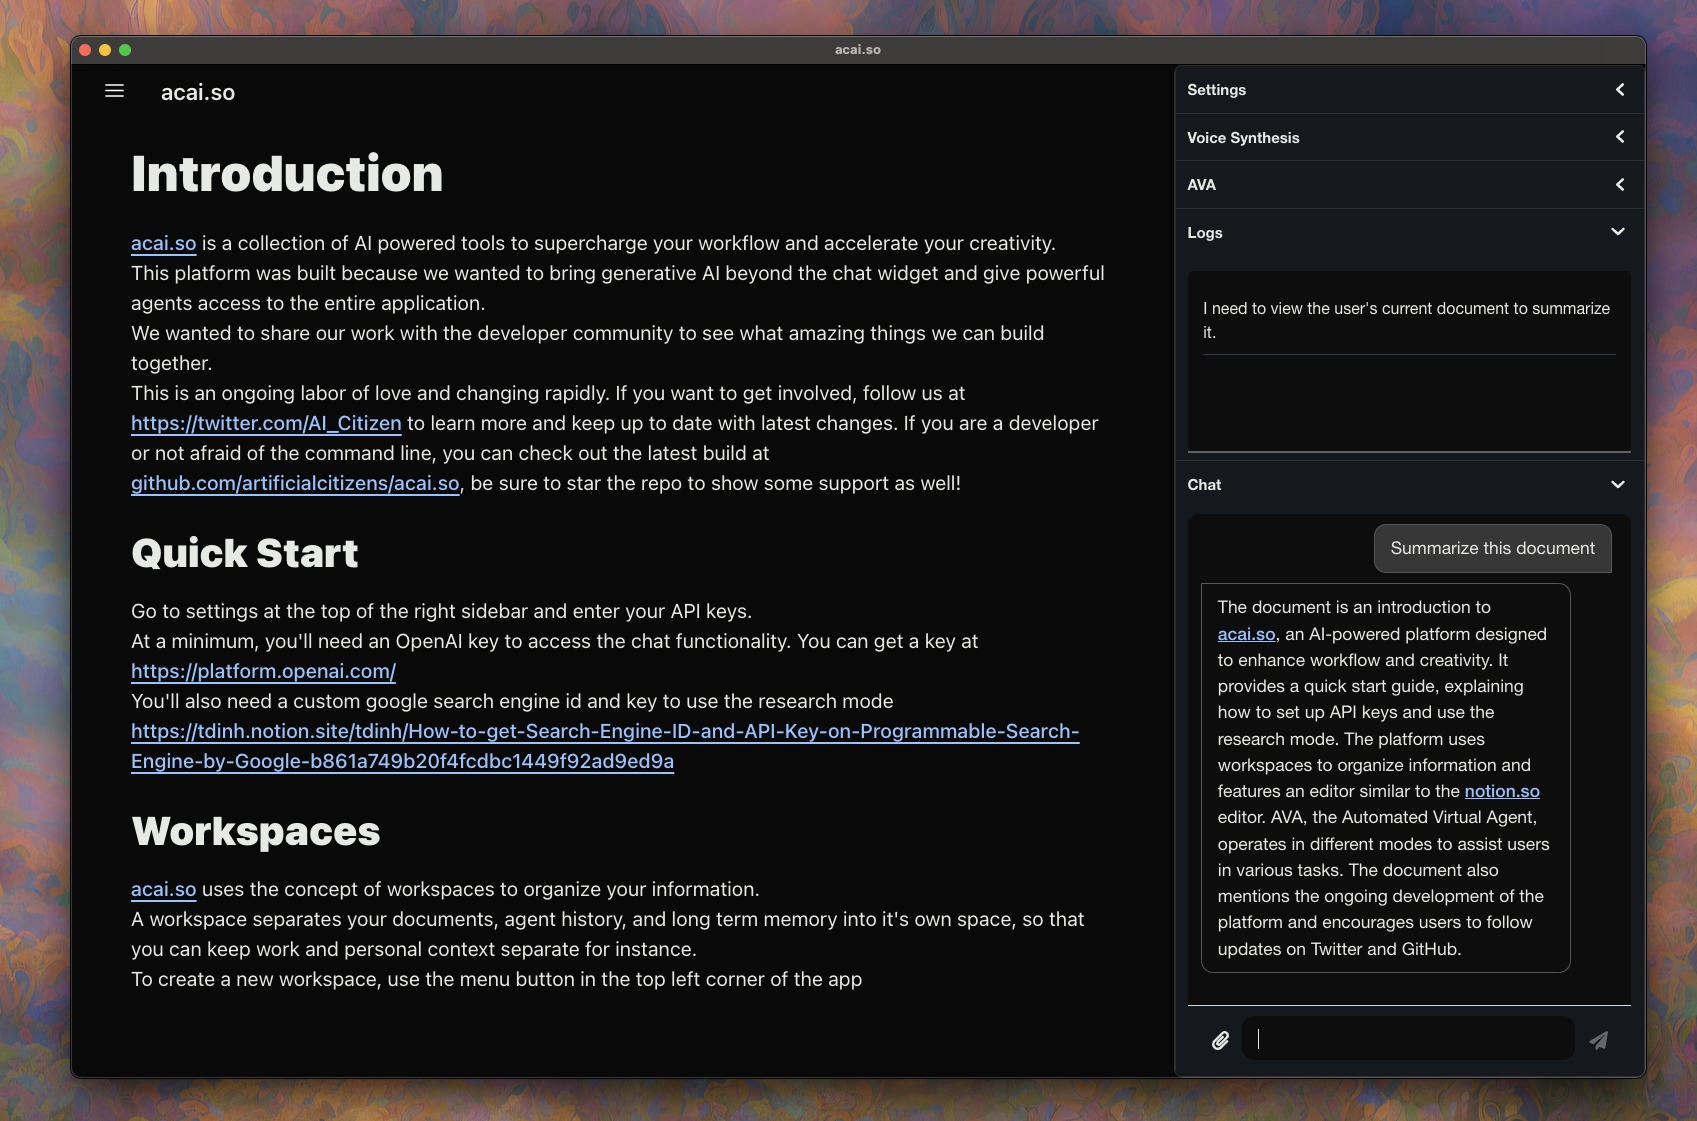 acai.so
acai.so
Introduction
acai.so is a collection of AI powered tools to supercharge your workflow and accelerate your creativity.
This platform was built because we wanted to bring generative AI beyond the chat widget and give powerful
agents access to the entire application.
We wanted to share our work with the developer community to see what amazing things we can build
together.
This is an ongoing labor of love and changing rapidly. If you want to get involved, follow us at
https://twitter.com/AI_Citizen to learn more and keep up to date with latest changes. If you are a developer
or not afraid of the command line, you can check out the latest build at
github.com/artificialcitizens/acai.so, be sure to star the repo to show some support as well!
Quick Start
Go to settings at the top of the right sidebar and enter your API keys.
At a minimum, you'll need an OpenAI key to access the chat functionality. You can get a key at
https://platform.openai.com/
You'll also need a custom google search engine id and key to use the research mode
https://tdinh.notion.site/tdinh/How-to-get-Search-Engine-ID-and-API-Key-on-Programmable-Search-
Engine-by-Google-b861a749b20f4fcdbc1449f92ad9ed9a
Workspaces
acai.so uses the concept of workspaces to organize your information.
A workspace separates your documents, agent history, and long term memory into it's own space, so that
you can keep work and personal context separate for instance.
To create a new workspace, use the menu button in the top left corner of the app
Settings
Voice Synthesis
AVA
Logs
I need to view the user's current document to summarize
it.
Chat
Summarize this document
The document is an introduction to
acai.so, an AI-powered platform designed
to enhance workflow and creativity. It
provides a quick start guide, explaining
how to set up API keys and use the
research mode. The platform uses
workspaces to organize information and
features an editor similar to the notion.so
editor. AVA, the Automated Virtual Agent,
operates in different modes to assist users
in various tasks. The document also
mentions the ongoing development of the
platform and encourages users to follow
updates on Twitter and GitHub.